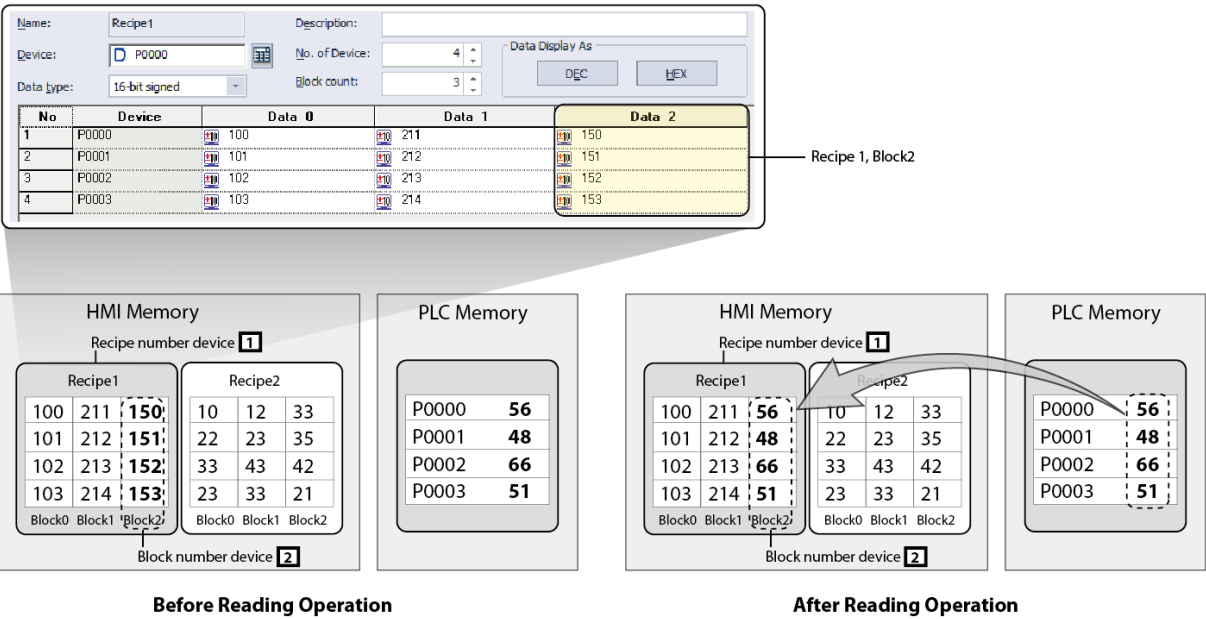 Name: Recipe1 Description:
Device: P0000 No. of Device: 4 Data Display As
Data type: 16-bit signed Block count: 3 DEC HEX
No Device Data 0 Data 1 Data 2
1 P0000 100 211 150
2 P0001 101 212 151
3 P0002 102 213 152
4 P0003 103 214 153
Recipe 1, Block2
HMI Memory
Recipe number device 1
Recipe1 Recipe2
100 211 150 10 12 33
101 212 151 22 23 35
102 213 152 33 43 42
103 214 153 23 33 21
Block0 Block1 Block2 Block0 Block1 Block2
Block number device 2
PLC Memory
P0000 56
P0001 48
P0002 66
P0003 51
Before Reading Operation
HMI Memory
Recipe number device 1
Recipe1 Recipe2
100 211 56 10 12 33
101 212 48 22 23 35
102 213 66 33 43 42
103 214 51 23 33 21
Block0 Block1 Block2 Block0 Block1 Block2
Block number device 2
PLC Memory
P0000 56
P0001 48
P0002 66
P0003 51
After Reading Operation